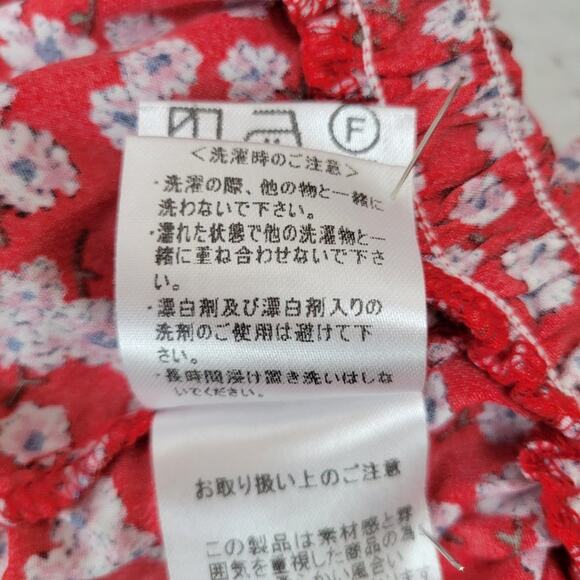 F
<洗濯時のご注意>
・洗濯の際、他の物と一緒に
洗わないで下さい。
・濡れた状態で他の洗濯物と一
緒に重ね合わせないで下さ
い。
・漂白剤及び漂白剤入りの
洗剤のご使用は避けて下
さい。
・長時間浸け置き洗いはしな
いでください。
お取り扱い上のご注意
この製品は素材感と雰
囲気を重視した商品の為
風合い